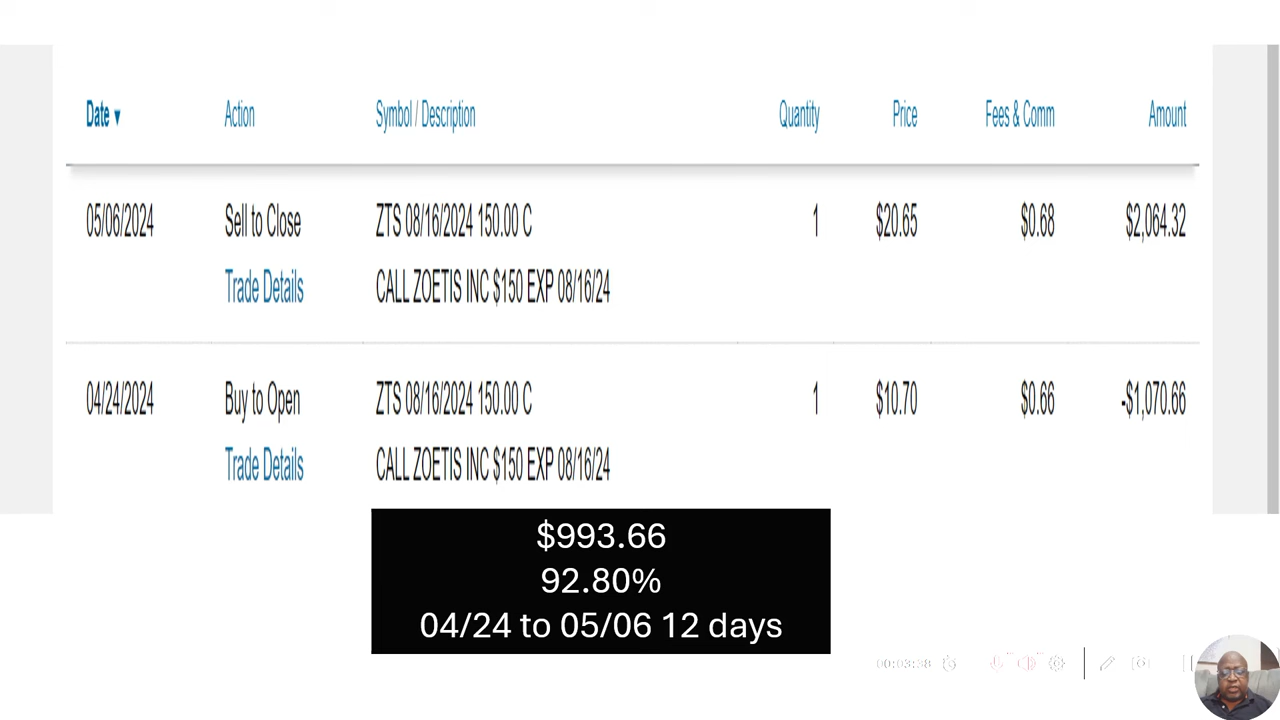 Date ▼ Action Symbol / Description Quantity Price Fees & Comm Amount
05/06/2024 Sell to Close ZTS 08/16/2024 150.00 C 1 $20.65 $0.68 $2,064.32
Trade Details CALL ZOETIS INC $150 EXP 08/16/24
04/24/2024 Buy to Open ZTS 08/16/2024 150.00 C 1 $10.70 $0.66 -$1,070.66
Trade Details CALL ZOETIS INC $150 EXP 08/16/24
$993.66
92.80%
04/24 to 05/06 12 days
00:03:38